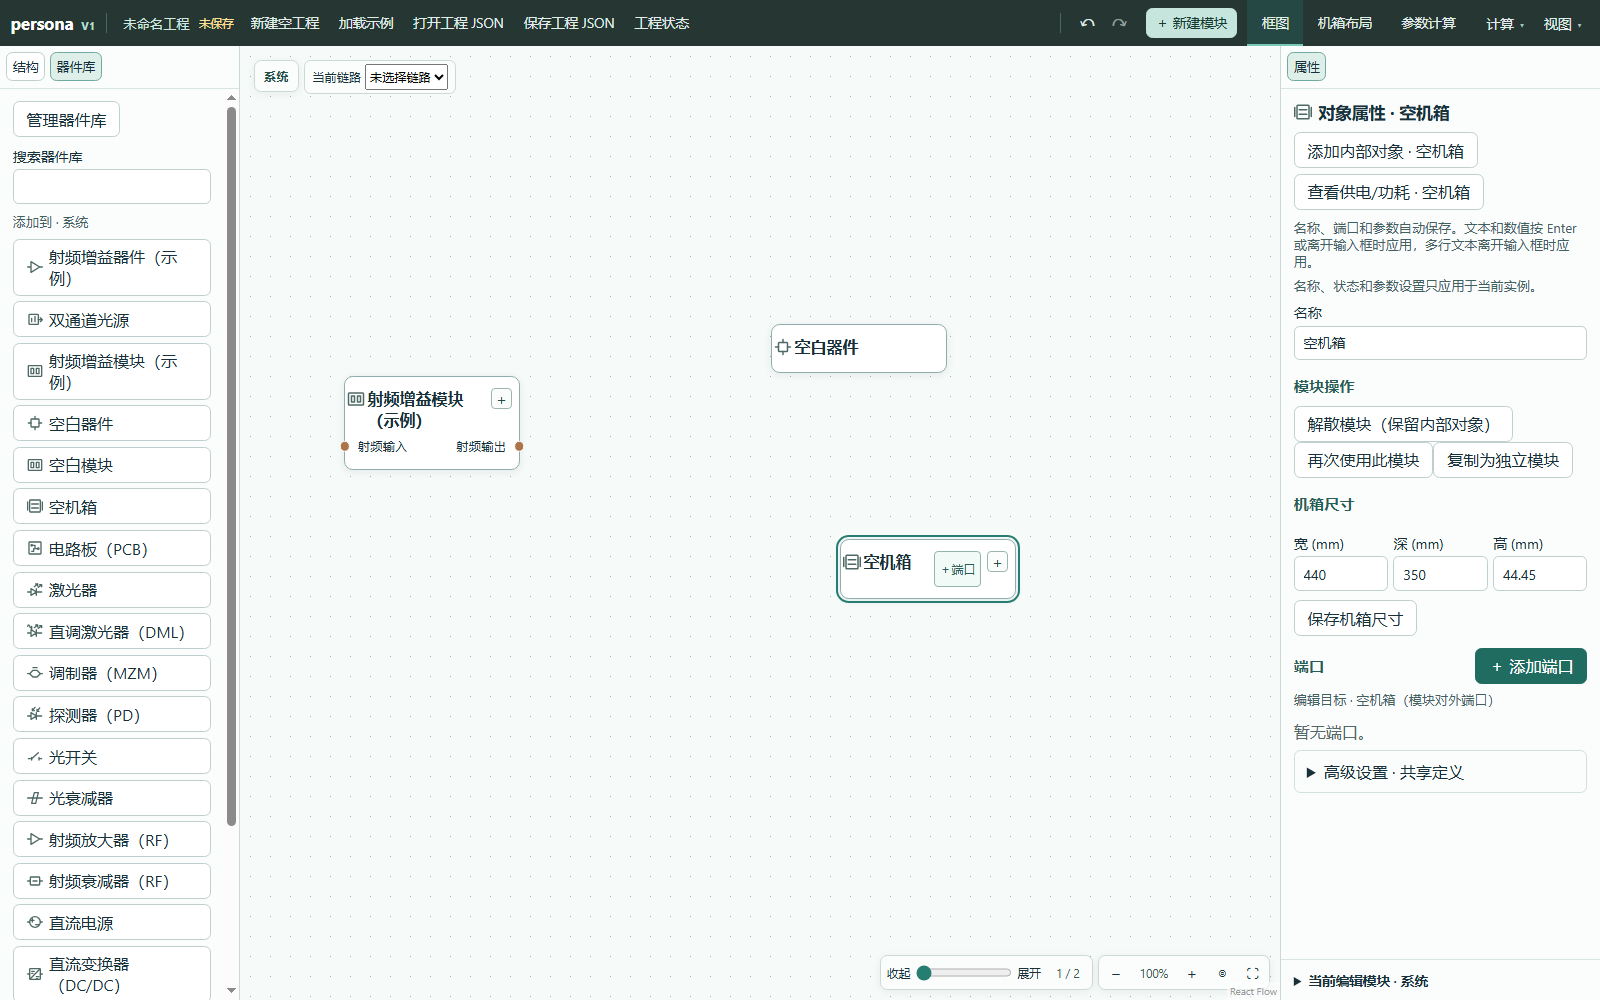 persona V1 未命名工程 未保存 新建空工程 加载示例 打开工程 JSON 保存工程 JSON 工程状态 + 新建模块 框图 机箱布局 参数计算 计算 视图
结构 器件库
管理器件库
搜索器件库
添加到 · 系统
射频增益器件（示
例）
双通道光源
射频增益模块（示
例）
空白器件
空白模块
空机箱
电路板（PCB）
激光器
直调激光器（DML）
调制器（MZM）
探测器（PD）
光开关
光衰减器
射频放大器（RF）
射频衰减器（RF）
直流电源
直流变换器
（DC/DC）
系统 当前链路 未选择链路
空白器件
射频增益模块
（示例）
+
射频输入 射频输出
空机箱 +端口 +
收起 展开 1 / 2
− 100% +
React Flow
属性
对象属性 · 空机箱
添加内部对象 · 空机箱
查看供电/功耗 · 空机箱
名称、端口和参数自动保存。文本和数值按 Enter
或离开输入框时应用，多行文本离开输入框时应
用。
名称、状态和参数设置只应用于当前实例。
名称
空机箱
模块操作
解散模块（保留内部对象）
再次使用此模块 复制为独立模块
机箱尺寸
宽 (mm) 深 (mm) 高 (mm)
440 350 44.45
保存机箱尺寸
端口 + 添加端口
编辑目标 · 空机箱（模块对外端口）
暂无端口。
高级设置 · 共享定义
当前编辑模块 · 系统